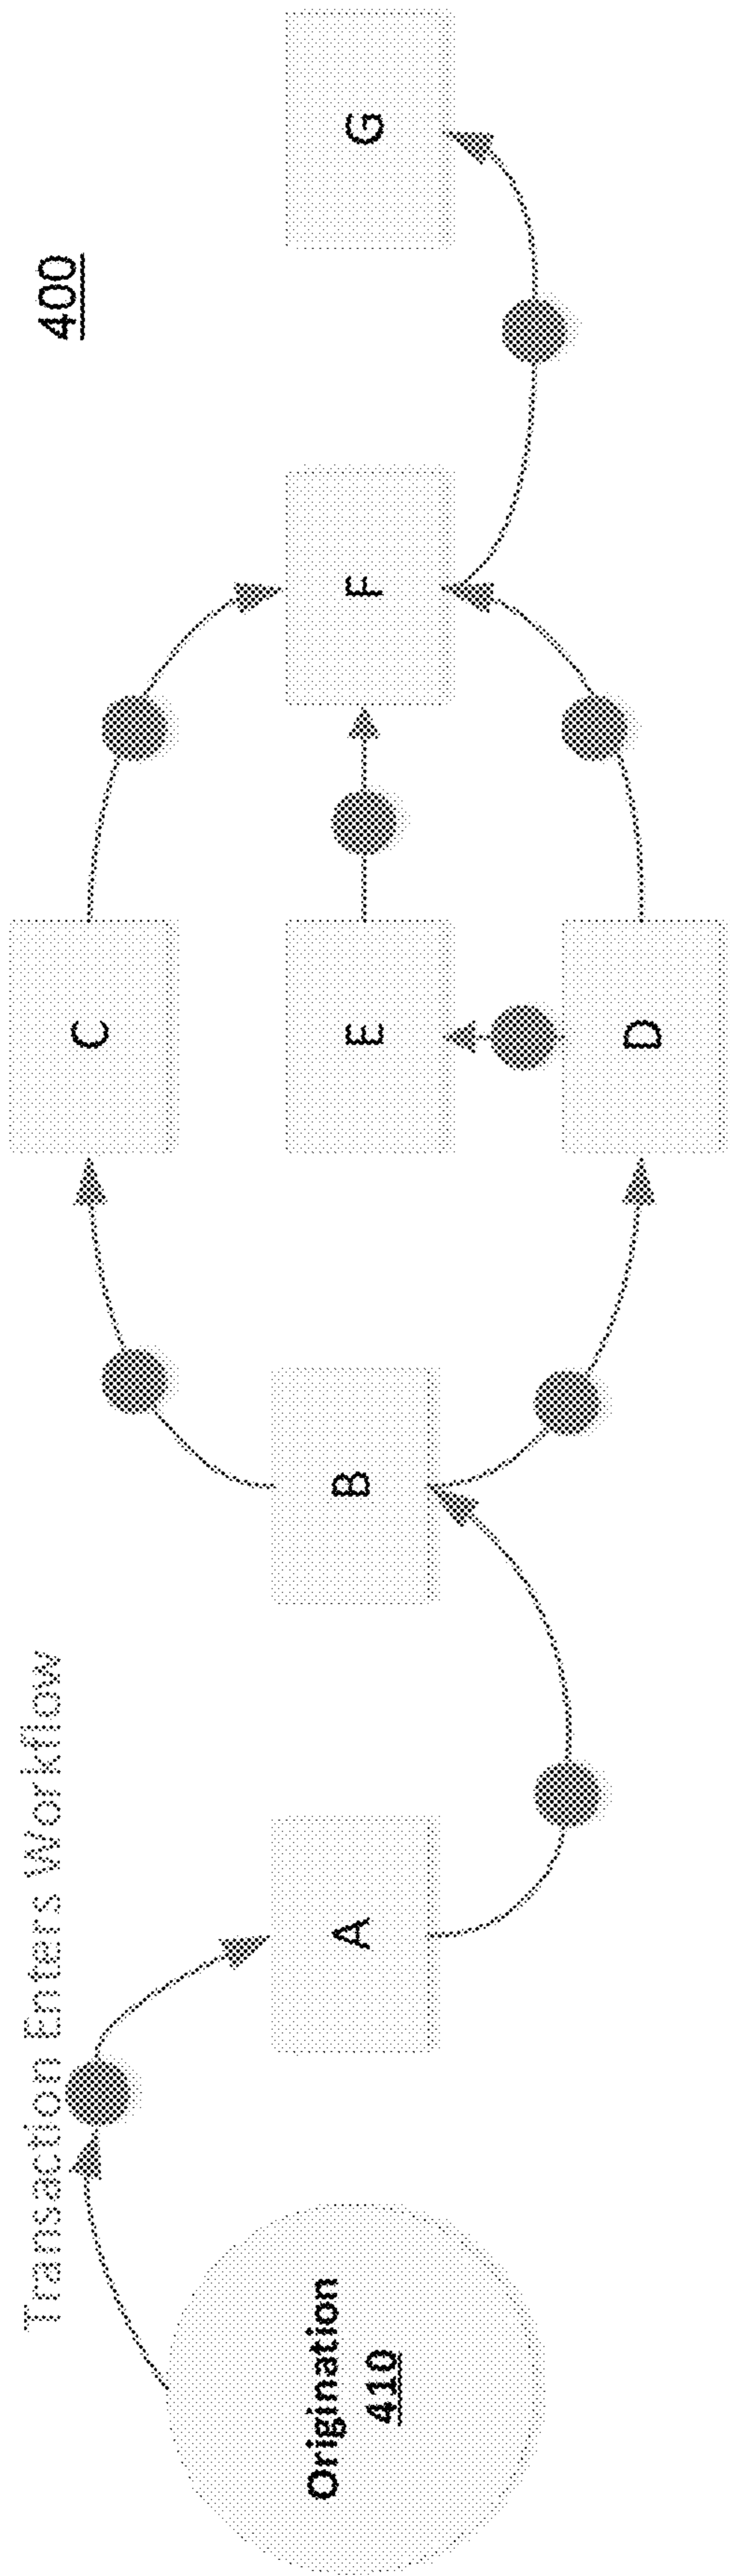 400
Transaction Enters Workflow
Origination
410
A
B
C
E
D
F
G